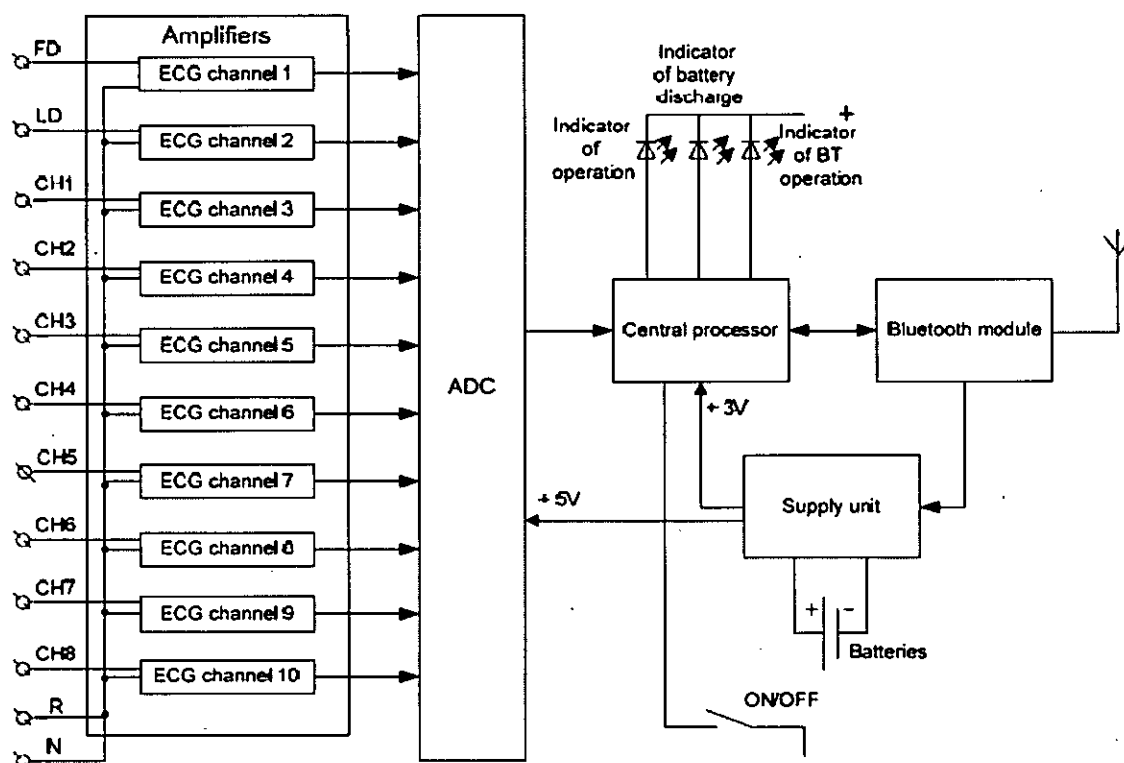 Amplifiers
FD
ECG channel 1
LD
ECG channel 2
CH1
ECG channel 3
CH2
ECG channel 4
CH3
ECG channel 5
CH4
ECG channel 6
CH5
ECG channel 7
CH6
ECG channel 8
CH7
ECG channel 9
CH8
ECG channel 10
R
N
ADC
Indicator
of battery
discharge
+
Indicator
of
operation
Indicator
of BT
operation
Central processor
Bluetooth module
+ 3V
+ 5V
Supply unit
+ -
Batteries
ON/OFF